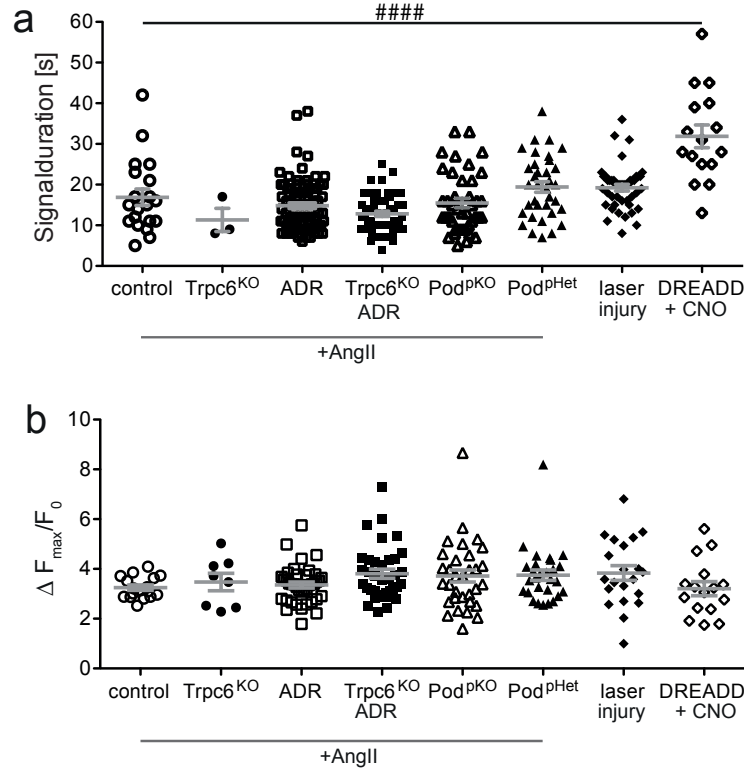 a
####
Signalduration [s]
60
50
40
30
20
10
0
control Trpc6KO ADR Trpc6KO ADR PodpKO PodpHet laser injury DREADD + CNO
+AngII
b
Δ Fmax/F0
10
8
6
4
2
0
control Trpc6KO ADR Trpc6KO ADR PodpKO PodpHet laser injury DREADD + CNO
+AngII